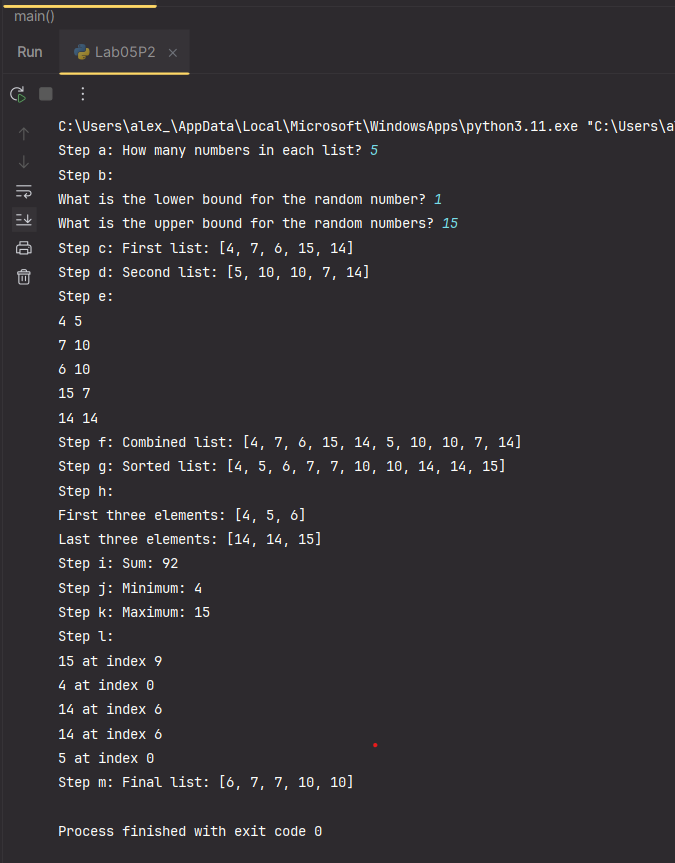 main()
Run Lab05P2
C:\Users\alex_\AppData\Local\Microsoft\WindowsApps\python3.11.exe "C:\Users\a
Step a: How many numbers in each list? 5
Step b:
What is the lower bound for the random number? 1
What is the upper bound for the random numbers? 15
Step c: First list: [4, 7, 6, 15, 14]
Step d: Second list: [5, 10, 10, 7, 14]
Step e:
4 5
7 10
6 10
15 7
14 14
Step f: Combined list: [4, 7, 6, 15, 14, 5, 10, 10, 7, 14]
Step g: Sorted list: [4, 5, 6, 7, 7, 10, 10, 14, 14, 15]
Step h:
First three elements: [4, 5, 6]
Last three elements: [14, 14, 15]
Step i: Sum: 92
Step j: Minimum: 4
Step k: Maximum: 15
Step l:
15 at index 9
4 at index 0
14 at index 6
14 at index 6
5 at index 0
Step m: Final list: [6, 7, 7, 10, 10]
Process finished with exit code 0